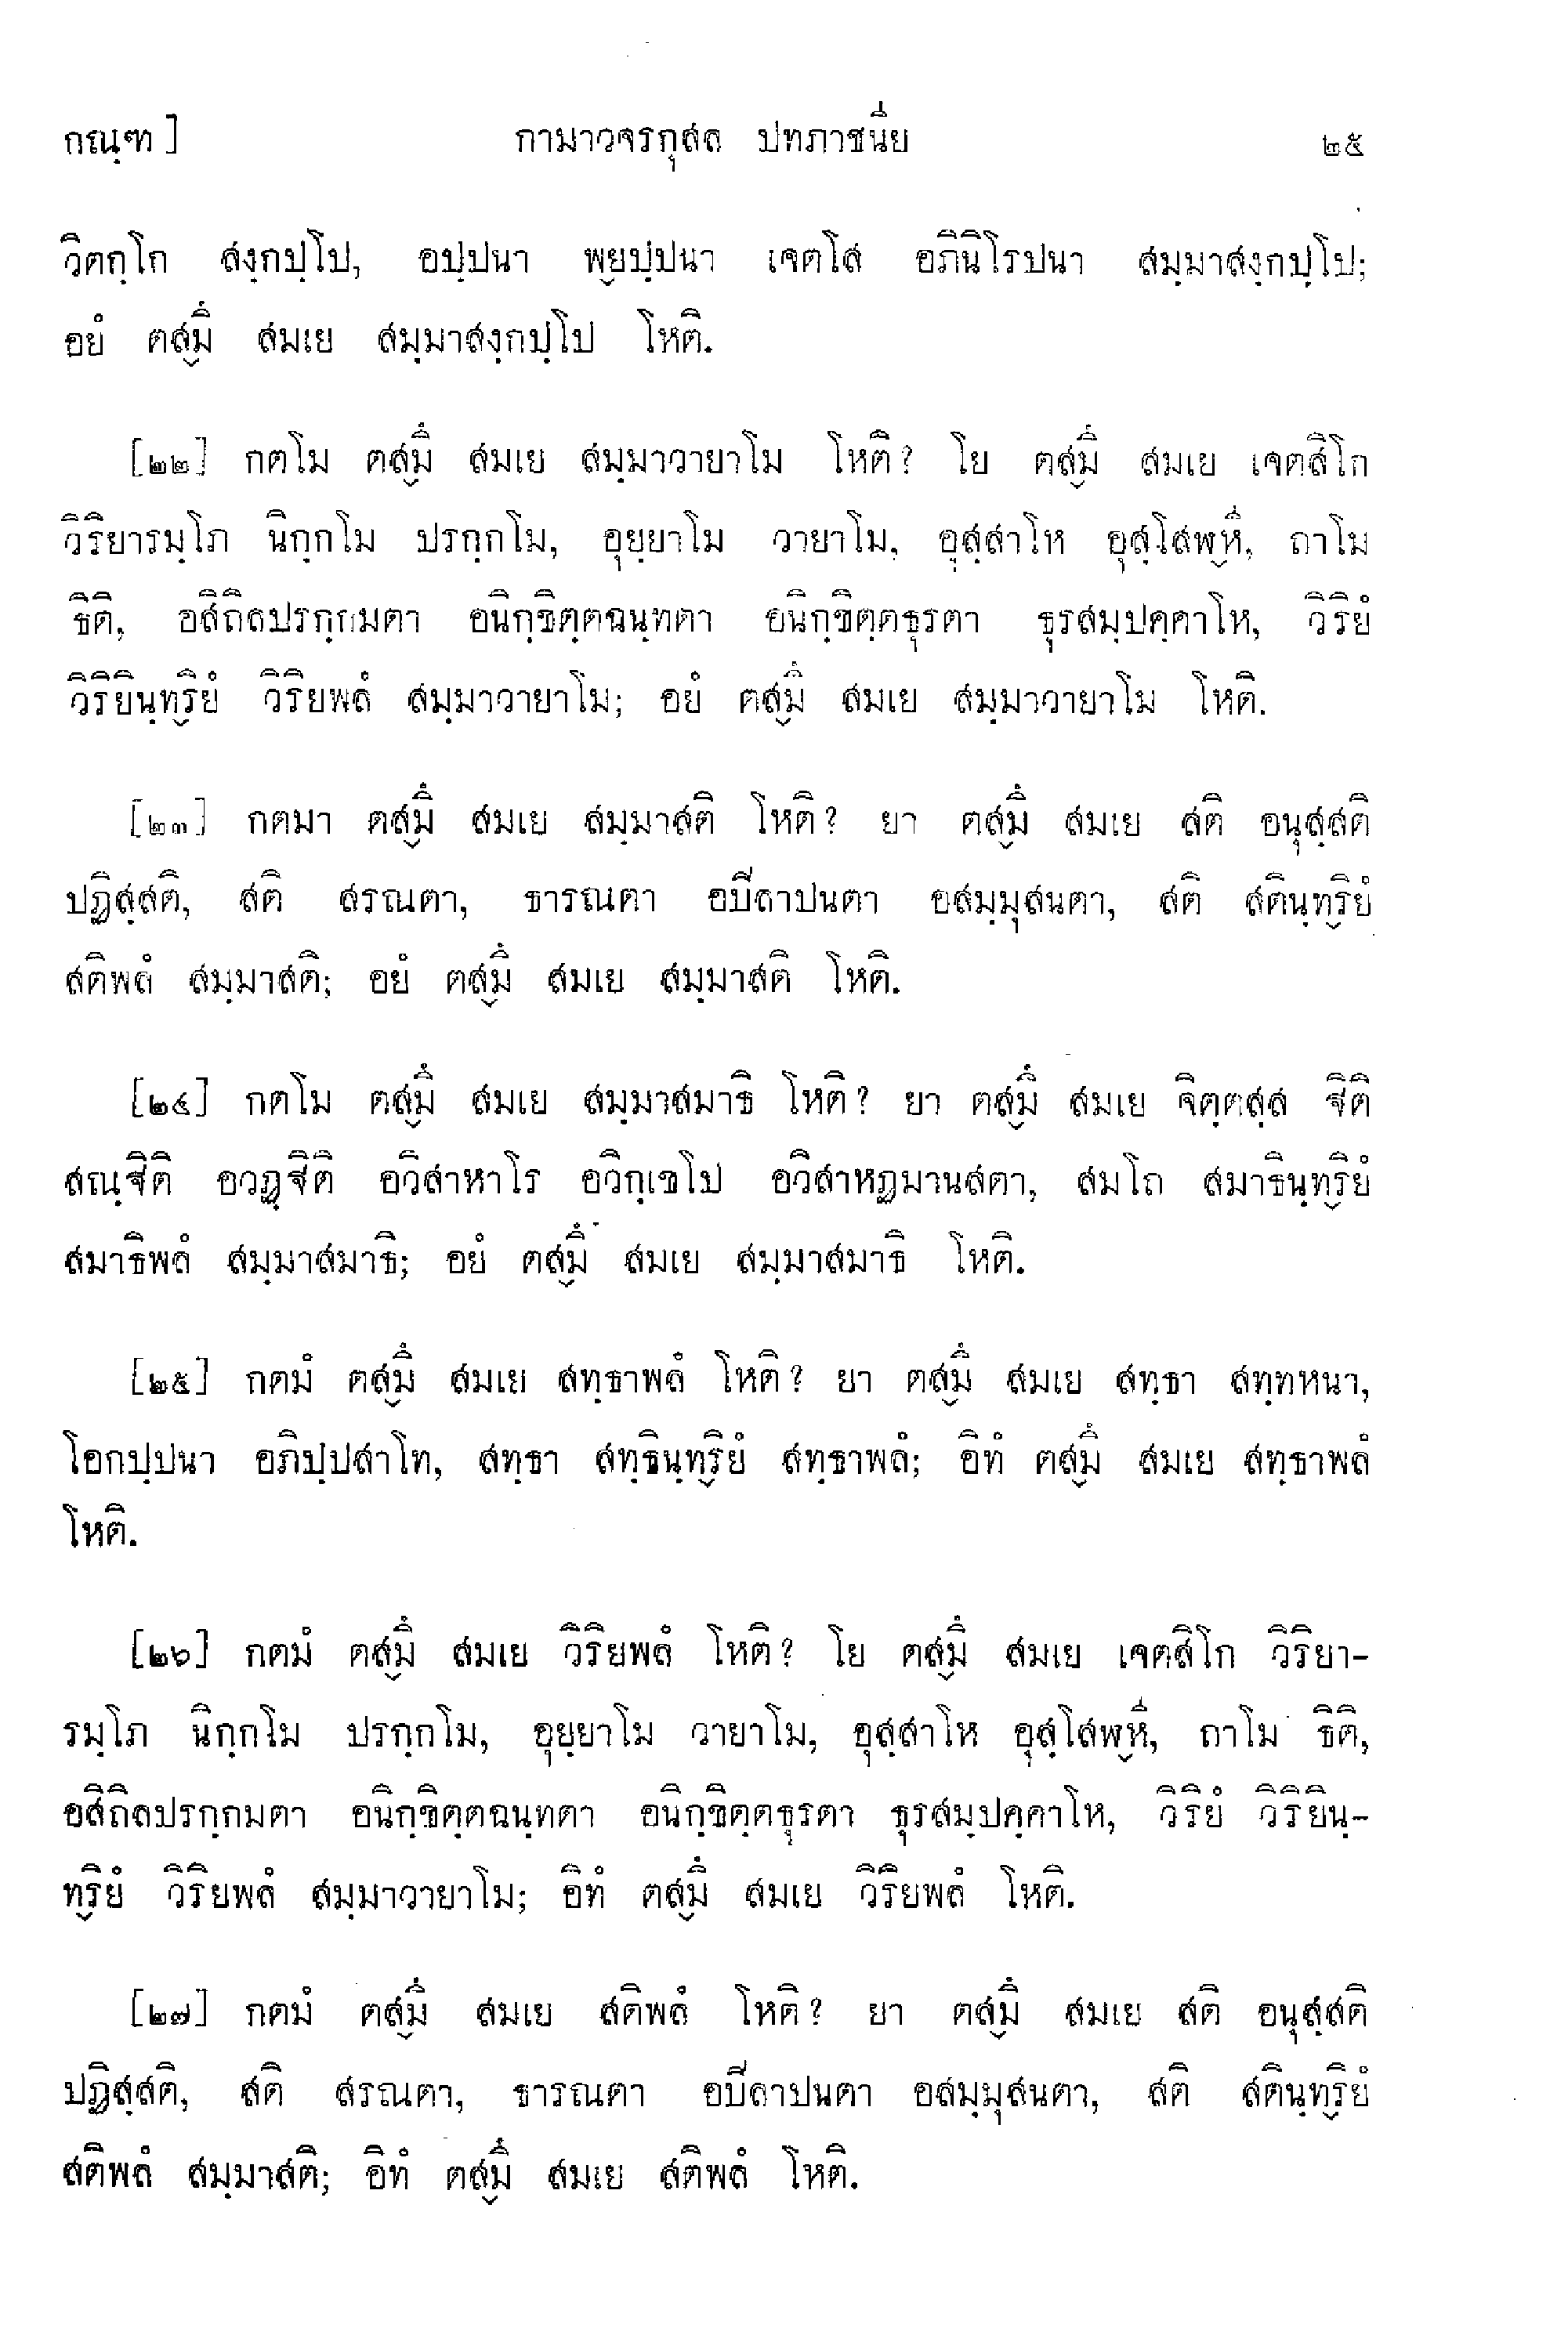 กณฺฑ] กามาวจรกุสล ปทภาชนิ่ย ๒๕
วิตกฺโก สงฺกปฺโป, อปฺปนา พฺยปฺปนา เจตโส อภินิโรปนา สมฺมาสงฺกปฺโป;
อยํ ตสฺมึ สมเย สมฺมาสงฺกปฺโป โหติ.
[๒๒] กตโม ตสฺมึ สมเย สมฺมาวายาโม โหติ? โย ตสฺมึ สมเย เจตสิโก
วิริยารมฺโภ นิกฺกโม ปรกฺกโม, อุยฺยาโม วายาโม, อุสฺสาโห อุสฺโสฬฺหิ, ถาโม
ธิติ, อสิถิลปรกฺกมตา อนิกฺขิตฺตฉนฺทตา อนิกฺขิตฺตธุรตา ธุรสมฺปคฺคาโห, วิริยํ
วิริยินฺทฺริยํ วิริยพลํ สมฺมาวายาโม; อยํ ตสฺมึ สมเย สมฺมาวายาโม โหติ.
[๒๓] กตมา ตสฺมึ สมเย สมฺมาสติ โหติ? ยา ตสฺมึ สมเย สติ อนุสฺสติ
ปฏิสฺสติ, สติ สรณตา, ธารณตา อปีลาปนตา อสมฺมุสนตา, สติ สตินฺทฺริยํ
สติพลํ สมฺมาสติ; อยํ ตสฺมึ สมเย สมฺมาสติ โหติ.
[๒๔] กตโม ตสฺมึ สมเย สมฺมาสมาธิ โหติ? ยา ตสฺมึ สมเย จิตฺตสฺส ฐิติ
สณฺฐิติ อวฏฺฐิติ อวิสาหาโร อวิกฺเขโป อวิสาหฏมานสตา, สมโถ สมาธินฺทฺริยํ
สมาธิพลํ สมฺมาสมาธิ; อยํ ตสฺมึ สมเย สมฺมาสมาธิ โหติ.
[๒๕] กตมํ ตสฺมึ สมเย สทฺธาพลํ โหติ? ยา ตสฺมึ สมเย สทฺธา สทฺทหนา,
โอกปฺปนา อภิปฺปสาโท, สทฺธา สทฺธินฺทฺริยํ สทฺธาพลํ; อิทํ ตสฺมึ สมเย สทฺธาพลํ
โหติ.
[๒๖] กตมํ ตสฺมึ สมเย วิริยพลํ โหติ? โย ตสฺมึ สมเย เจตสิโก วิริยา-
รมฺโภ นิกฺกโม ปรกฺกโม, อุยฺยาโม วายาโม, อุสฺสาโห อุสฺโสฬฺหิ, ถาโม ธิติ,
อสิถิลปรกฺกมตา อนิกฺขิตฺตฉนฺทตา อนิกฺขิตฺตธุรตา ธุรสมฺปคฺคาโห, วิริยํ วิริยินฺ-
ทฺริยํ วิริยพลํ สมฺมาวายาโม; อิทํ ตสฺมึ สมเย วิริยพลํ โหติ.
[๒๗] กตมํ ตสฺมึ สมเย สติพลํ โหติ? ยา ตสฺมึ สมเย สติ อนุสฺสติ
ปฏิสฺสติ, สติ สรณตา, ธารณตา อปีลาปนตา อสมฺมุสนตา, สติ สตินฺทฺริยํ
สติพลํ สมฺมาสติ; อิทํ ตสฺมึ สมเย สติพลํ โหติ.